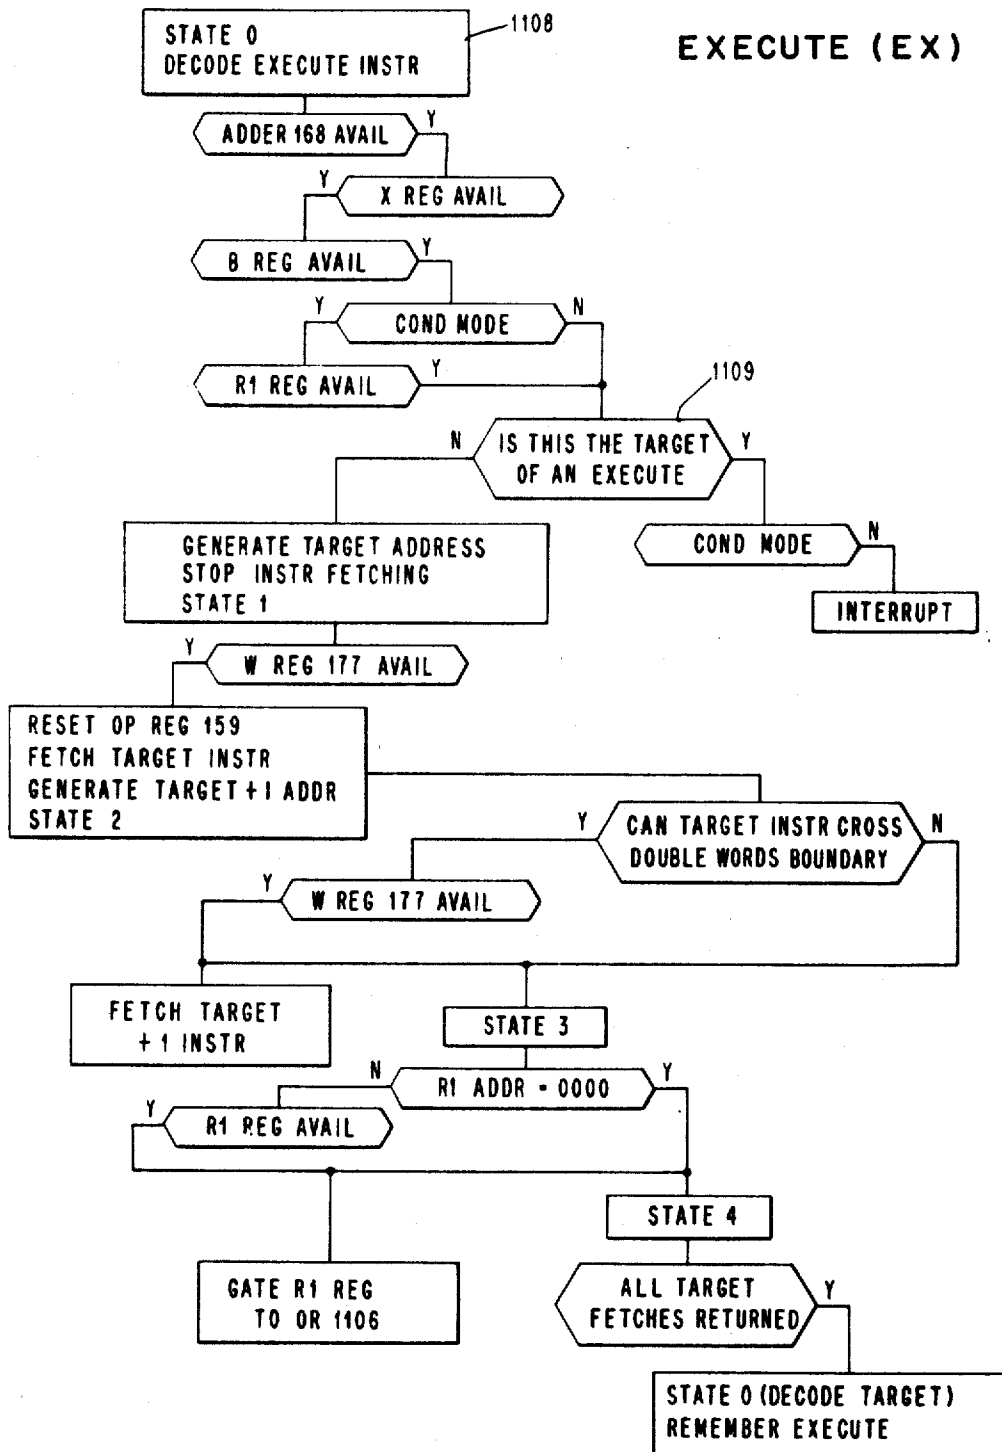 1108
EXECUTE (EX)
STATE 0
DECODE EXECUTE INSTR
ADDER 168 AVAIL
Y
Y
X REG AVAIL
B REG AVAIL
Y
Y
COND MODE
N
R1 REG AVAIL
Y
1109
N
IS THIS THE TARGET
OF AN EXECUTE
Y
GENERATE TARGET ADDRESS
STOP INSTR FETCHING
STATE 1
COND MODE
N
INTERRUPT
Y
W REG 177 AVAIL
RESET OP REG 159
FETCH TARGET INSTR
GENERATE TARGET +1 ADDR
STATE 2
Y
CAN TARGET INSTR CROSS
DOUBLE WORDS BOUNDARY
N
Y
W REG 177 AVAIL
FETCH TARGET
+ 1 INSTR
STATE 3
N
R1 ADDR = 0000
Y
Y
R1 REG AVAIL
STATE 4
GATE R1 REG
TO OR 1106
ALL TARGET
FETCHES RETURNED
Y
STATE 0 (DECODE TARGET)
REMEMBER EXECUTE